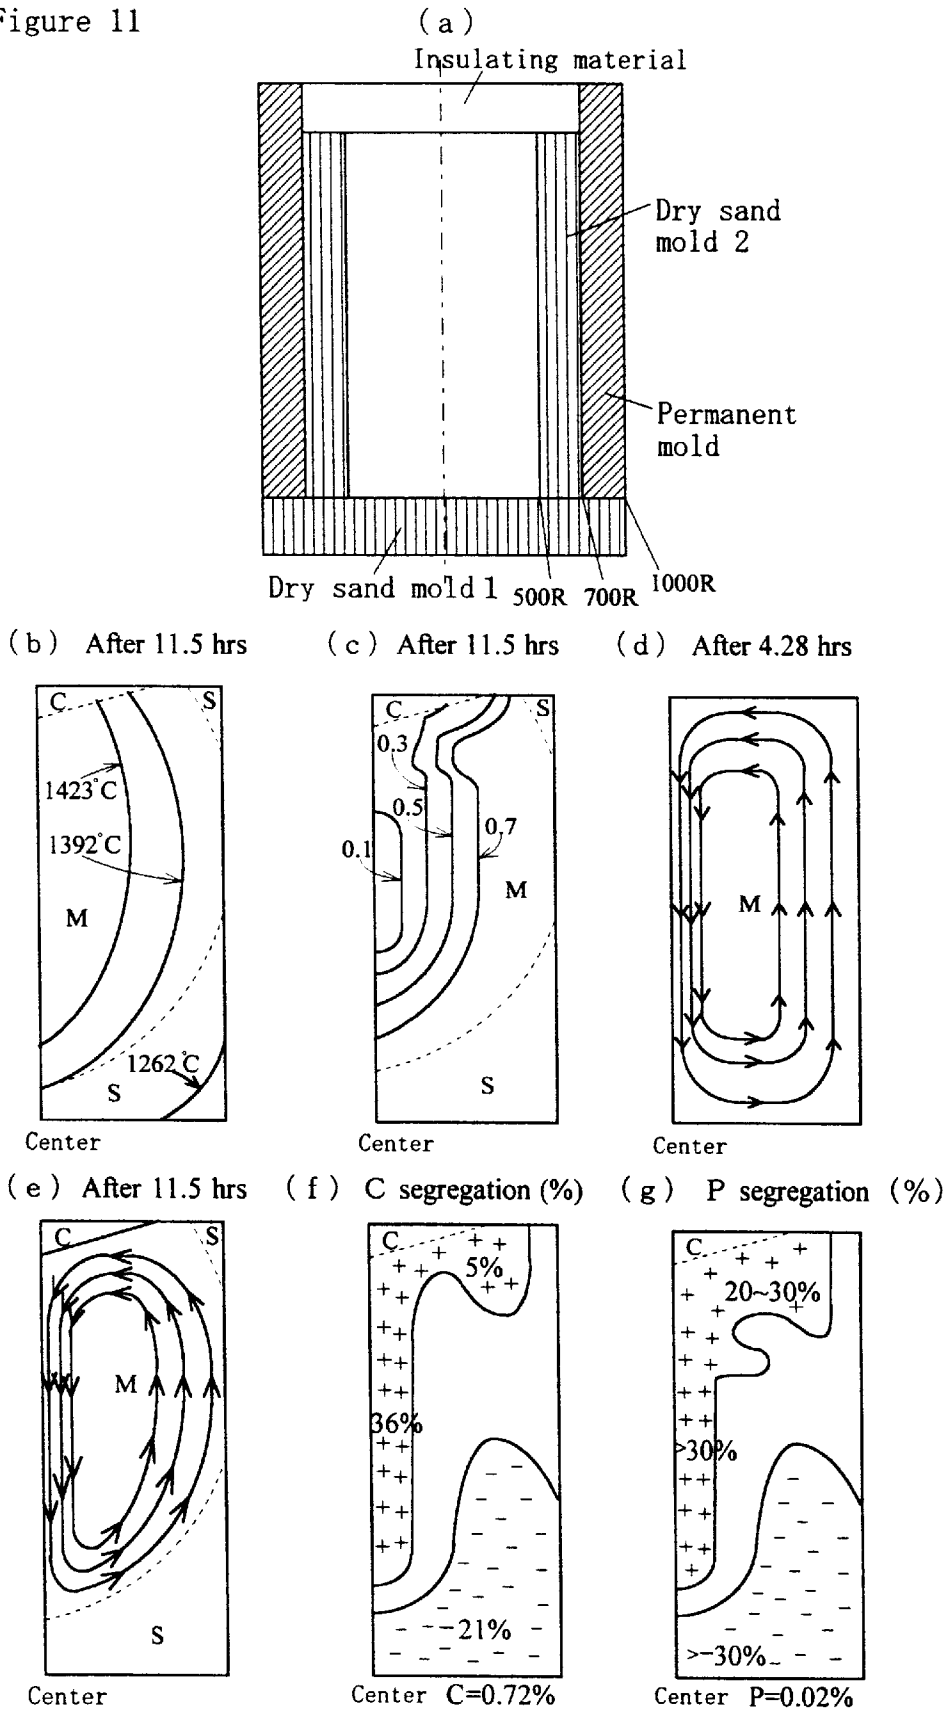 Figure 11
(a)
Insulating material
Dry sand
mold 2
Permanent
mold
Dry sand mold 1
500R 700R 1000R
(b) After 11.5 hrs
(c) After 11.5 hrs
(d) After 4.28 hrs
C
S
1423°C
1392°C
M
1262°C
S
Center
C
S
0.3
0.5
0.7
0.1
M
S
Center
M
Center
(e) After 11.5 hrs
(f) C segregation (%)
(g) P segregation (%)
C
S
M
S
Center
C
5%
36%
-21%
Center C=0.72%
C
20~30%
>30%
>-30%
Center P=0.02%